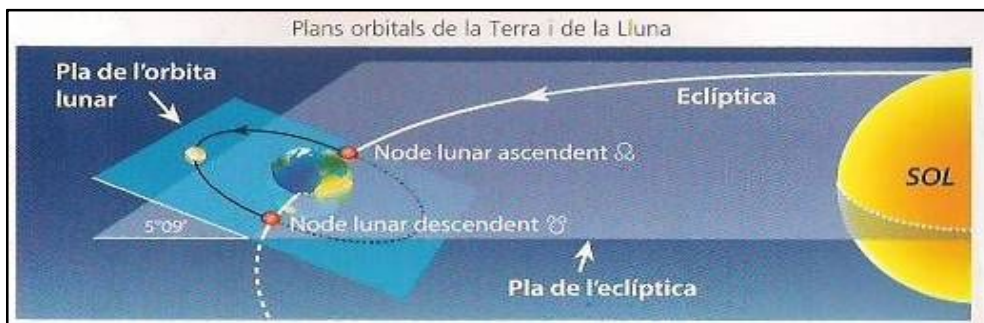 Plans orbitals de la Terra i de la Lluna
Pla de l'orbita
lunar
Eclíptica
Node lunar ascendent ☊
SOL
5°09'
Node lunar descendent ☋
Pla de l'eclíptica